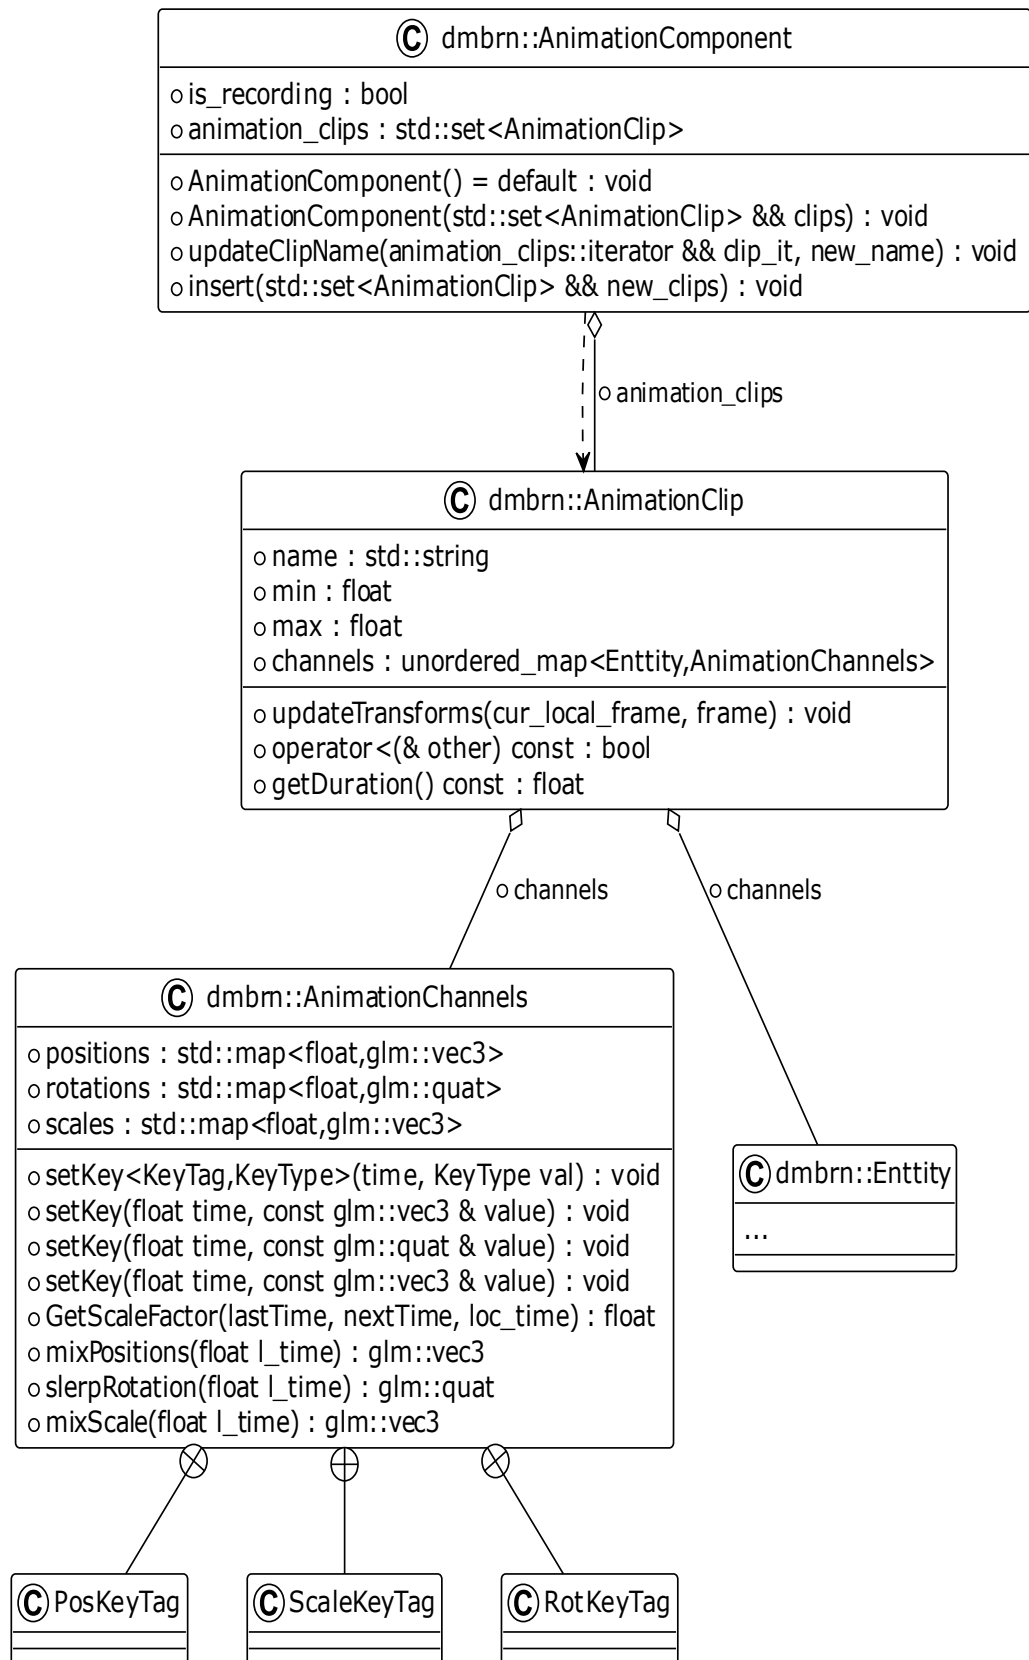 C dmbrn::AnimationComponent
is_recording : bool
animation_clips : std::set<AnimationClip>
AnimationComponent() = default : void
AnimationComponent(std::set<AnimationClip> && clips) : void
updateClipName(animation_clips::iterator && clip_it, new_name) : void
insert(std::set<AnimationClip> && new_clips) : void
animation_clips
C dmbrn::AnimationClip
name : std::string
min : float
max : float
channels : unordered_map<Enttity,AnimationChannels>
updateTransforms(cur_local_frame, frame) : void
operator<(& other) const : bool
getDuration() const : float
channels
channels
C dmbrn::AnimationChannels
positions : std::map<float,glm::vec3>
rotations : std::map<float,glm::quat>
scales : std::map<float,glm::vec3>
setKey<KeyTag,KeyType>(time, KeyType val) : void
setKey(float time, const glm::vec3 & value) : void
setKey(float time, const glm::quat & value) : void
setKey(float time, const glm::vec3 & value) : void
GetScaleFactor(lastTime, nextTime, loc_time) : float
mixPositions(float l_time) : glm::vec3
slerpRotation(float l_time) : glm::quat
mixScale(float l_time) : glm::vec3
C dmbrn::Enttity
...
C PosKeyTag
C ScaleKeyTag
C RotKeyTag